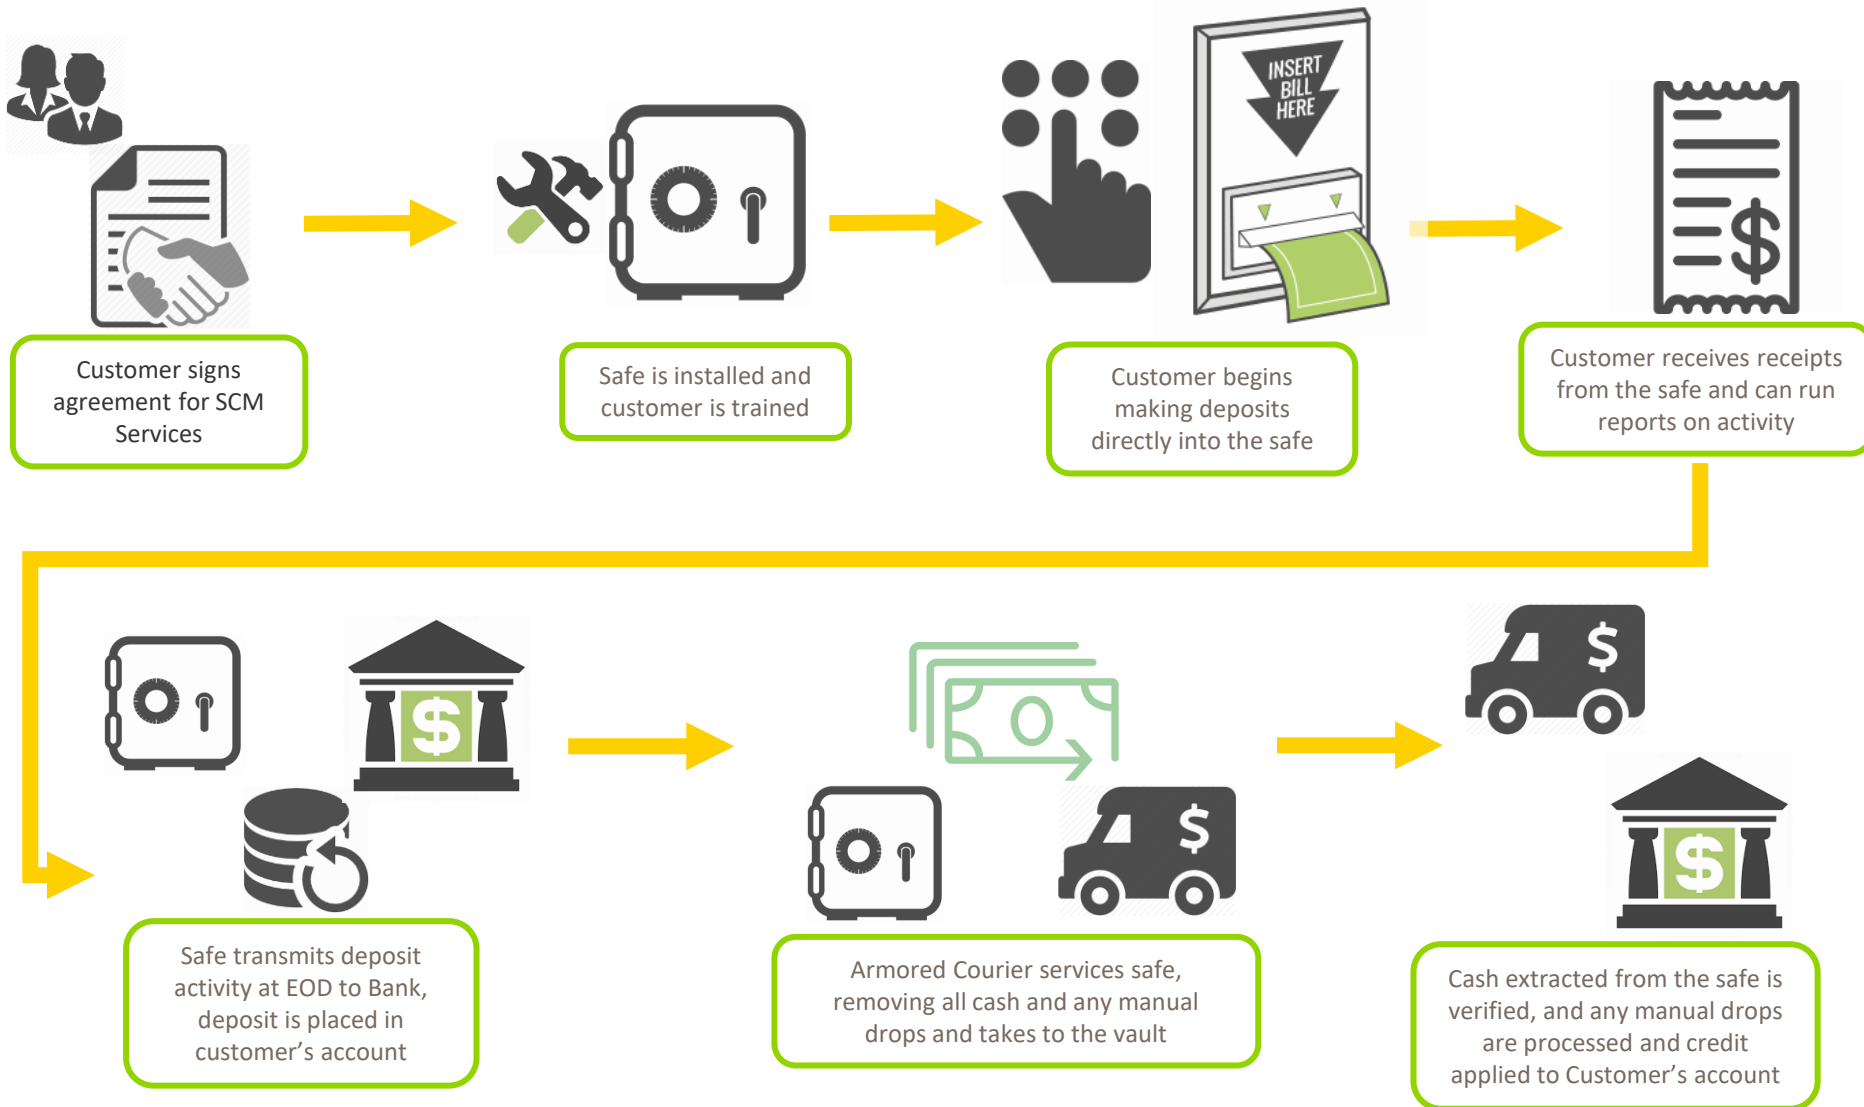 INSERT
BILL
HERE
Customer signs
agreement for SCM
Services
Safe is installed and
customer is trained
Customer begins
making deposits
directly into the safe
Customer receives receipts
from the safe and can run
reports on activity
$
$
$
$
$
Safe transmits deposit
activity at EOD to Bank,
deposit is placed in
customer’s account
Armored Courier services safe,
removing all cash and any manual
drops and takes to the vault
Cash extracted from the safe is
verified, and any manual drops
are processed and credit
applied to Customer’s account